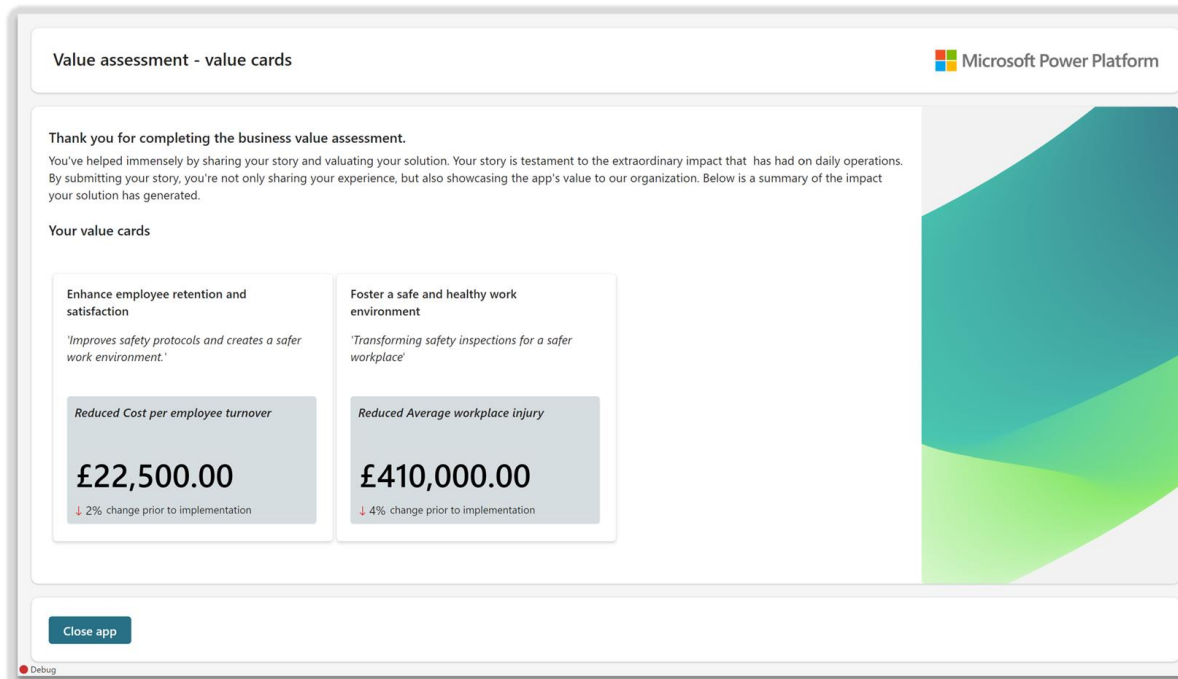 Value assessment - value cards
Microsoft Power Platform
Thank you for completing the business value assessment.
You've helped immensely by sharing your story and valuating your solution. Your story is testament to the extraordinary impact that  has had on daily operations.
By submitting your story, you're not only sharing your experience, but also showcasing the app's value to our organization. Below is a summary of the impact
your solution has generated.
Your value cards
Enhance employee retention and
satisfaction
'Improves safety protocols and creates a safer
work environment.'
Reduced Cost per employee turnover
£22,500.00
↓ 2% change prior to implementation
Foster a safe and healthy work
environment
'Transforming safety inspections for a safer
workplace'
Reduced Average workplace injury
£410,000.00
↓ 4% change prior to implementation
Close app
Debug